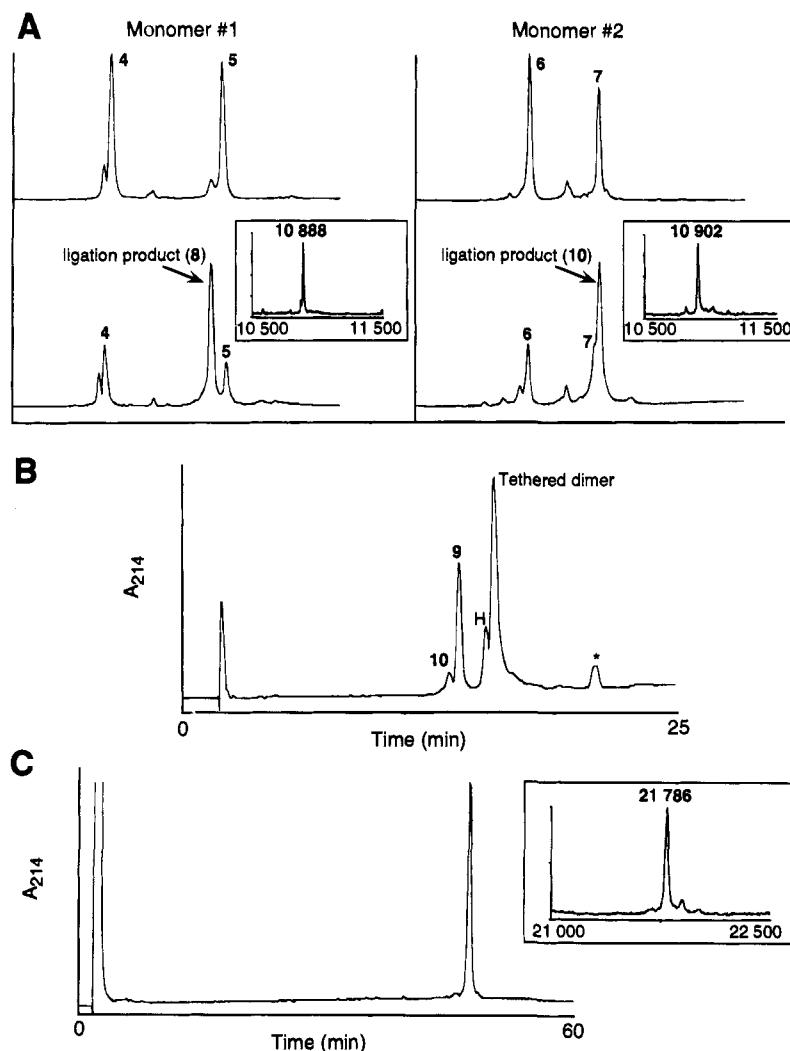 A
Monomer #1
Monomer #2
4
5
6
7
10 888
10 902
ligation product (8)
ligation product (10)
10 500 11 500
10 500 11 500
4
5
6
7
B
Tethered dimer
9
H
10
*
A214
0
25
Time (min)
C
21 786
A214
21 000 22 500
0
60
Time (min)